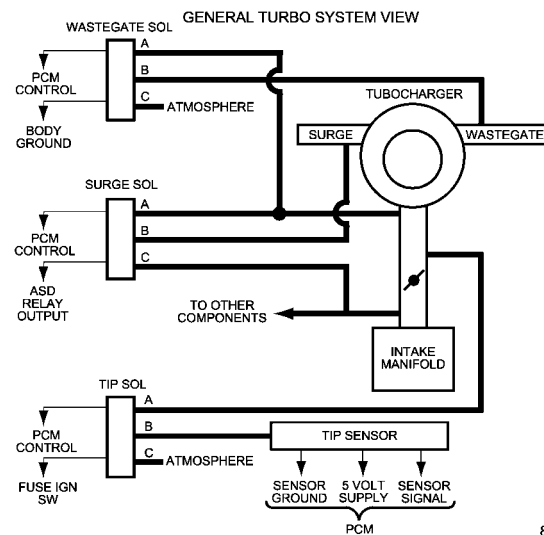 GENERAL TURBO SYSTEM VIEW
WASTEGATE SOL
A
B
C
ATMOSPHERE
PCM
CONTROL
BODY
GROUND
TUBOCHARGER
SURGE
WASTEGATE
SURGE SOL
A
B
C
PCM
CONTROL
ASD
RELAY
OUTPUT
TO OTHER
COMPONENTS
INTAKE
MANIFOLD
TIP SOL
A
B
C
ATMOSPHERE
PCM
CONTROL
FUSE IGN
SW
TIP SENSOR
SENSOR
GROUND
5 VOLT
SUPPLY
SENSOR
SIGNAL
PCM
8